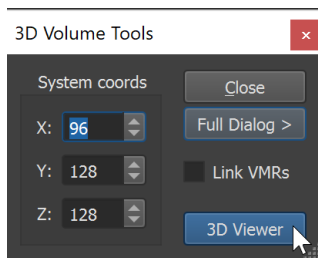 3D Volume Tools
System coords
Close
X: 96
Full Dialog >
Y: 128
Link VMRs
Z: 128
3D Viewer